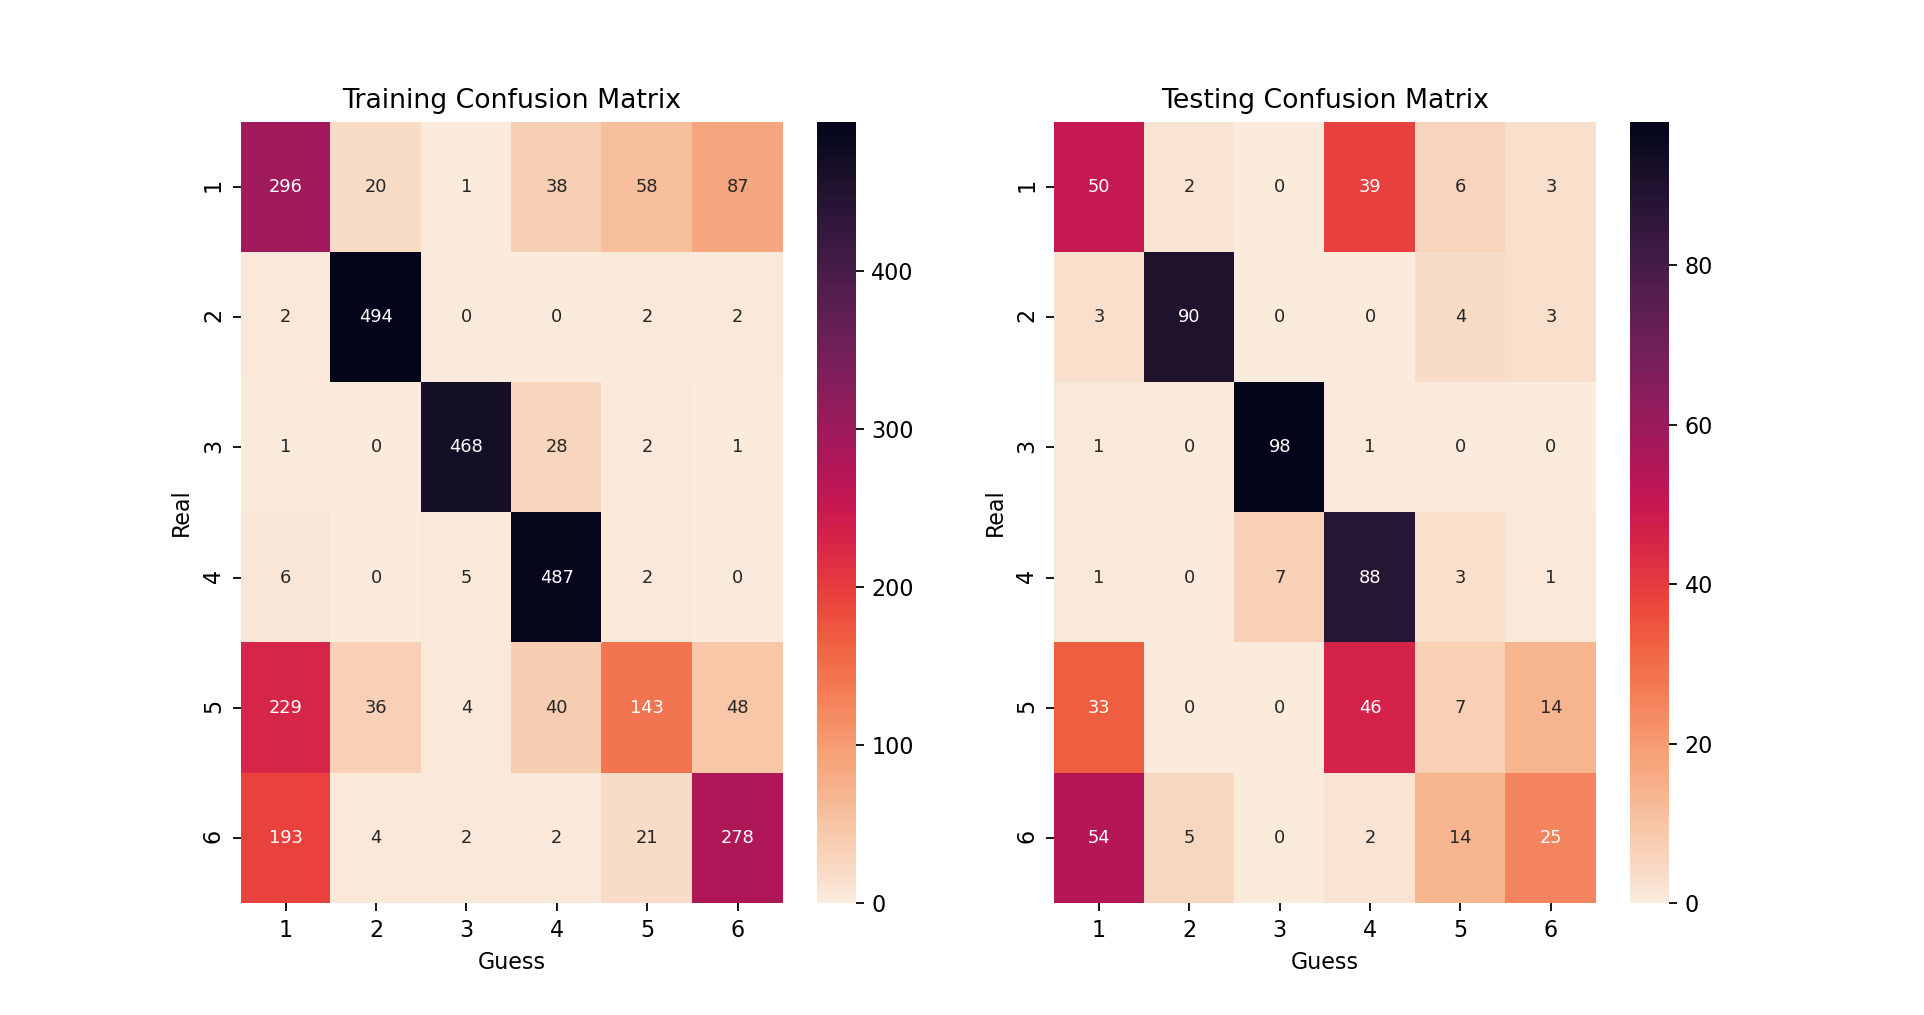 Training Confusion Matrix
1 296 20 1 38 58 87
2 2 494 0 0 2 2
3 1 0 468 28 2 1
4 6 0 5 487 2 0
5 229 36 4 40 143 48
6 193 4 2 2 21 278
1 2 3 4 5 6
Guess
Real
400
300
200
100
0
Testing Confusion Matrix
1 50 2 0 39 6 3
2 3 90 0 0 4 3
3 1 0 98 1 0 0
4 1 0 7 88 3 1
5 33 0 0 46 7 14
6 54 5 0 2 14 25
1 2 3 4 5 6
Guess
Real
80
60
40
20
0